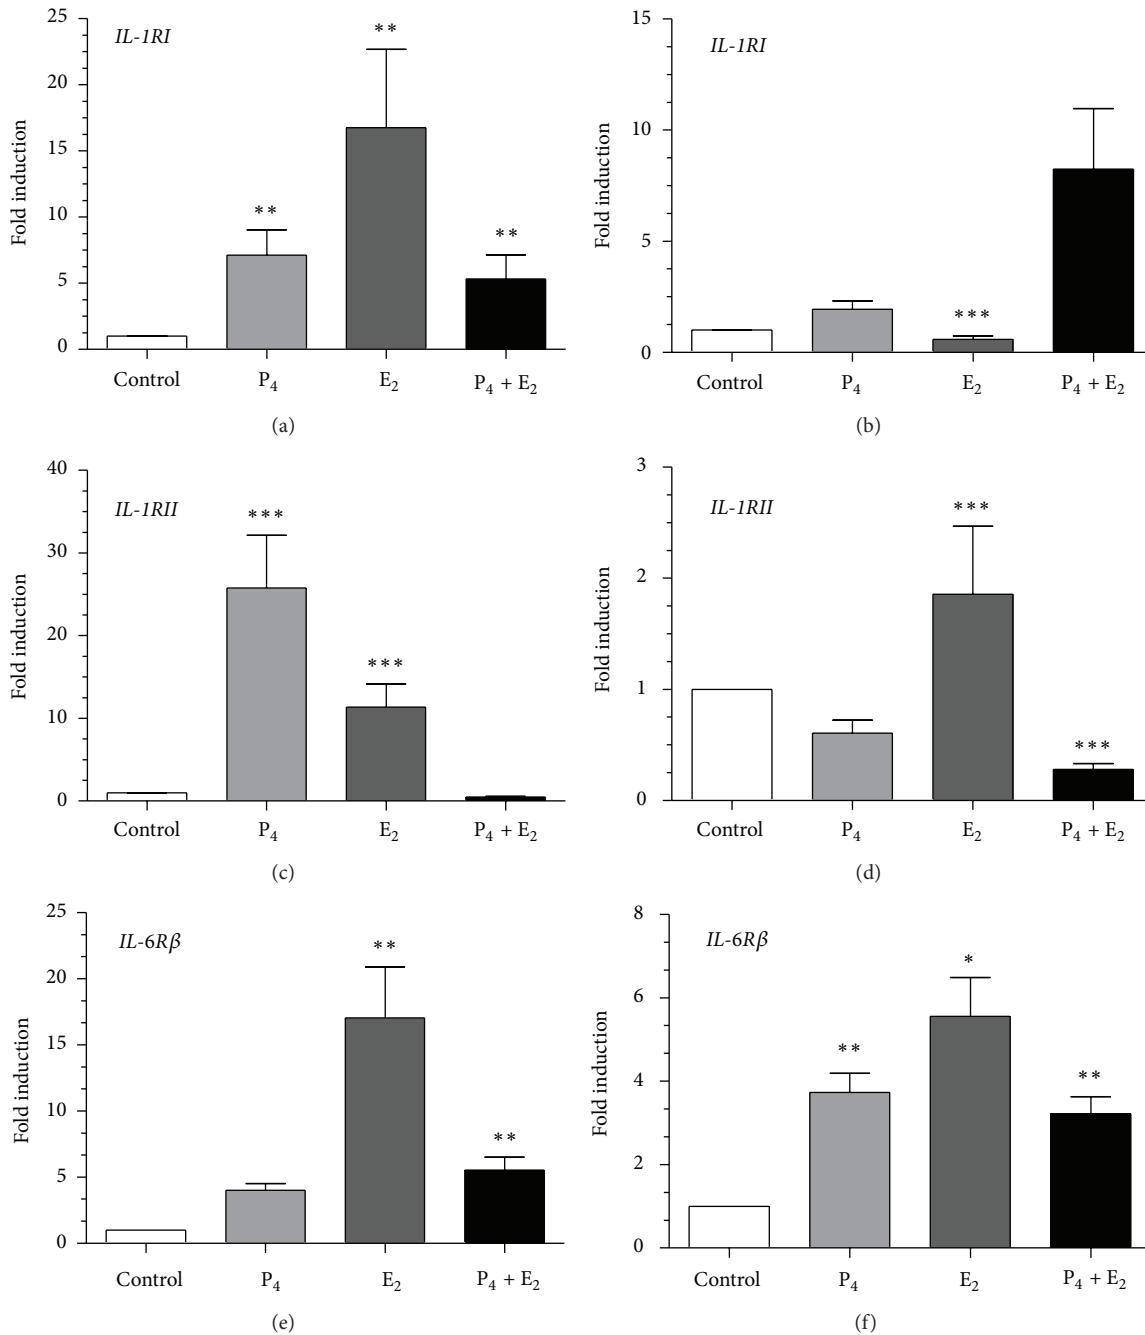 IL-1RI
**
**
**
25
20
15
10
5
0
Fold induction
Control
P₄
E₂
P₄ + E₂
(a)
IL-1RI
***
15
10
5
0
Fold induction
Control
P₄
E₂
P₄ + E₂
(b)
IL-1RII
***
***
40
30
20
10
0
Fold induction
Control
P₄
E₂
P₄ + E₂
(c)
IL-1RII
***
***
3
2
1
0
Fold induction
Control
P₄
E₂
P₄ + E₂
(d)
IL-6Rβ
**
**
25
20
15
10
5
0
Fold induction
Control
P₄
E₂
P₄ + E₂
(e)
IL-6Rβ
**
*
**
8
6
4
2
0
Fold induction
Control
P₄
E₂
P₄ + E₂
(f)